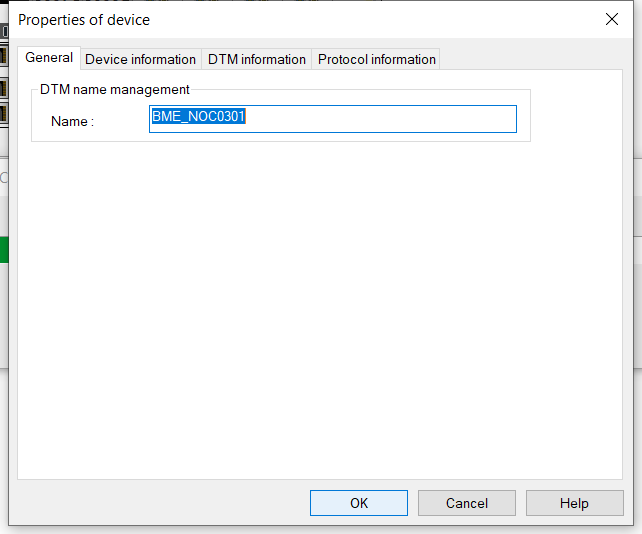 Properties of device
General Device information DTM information Protocol information
DTM name management
Name : BME_NOC0301
OK Cancel Help